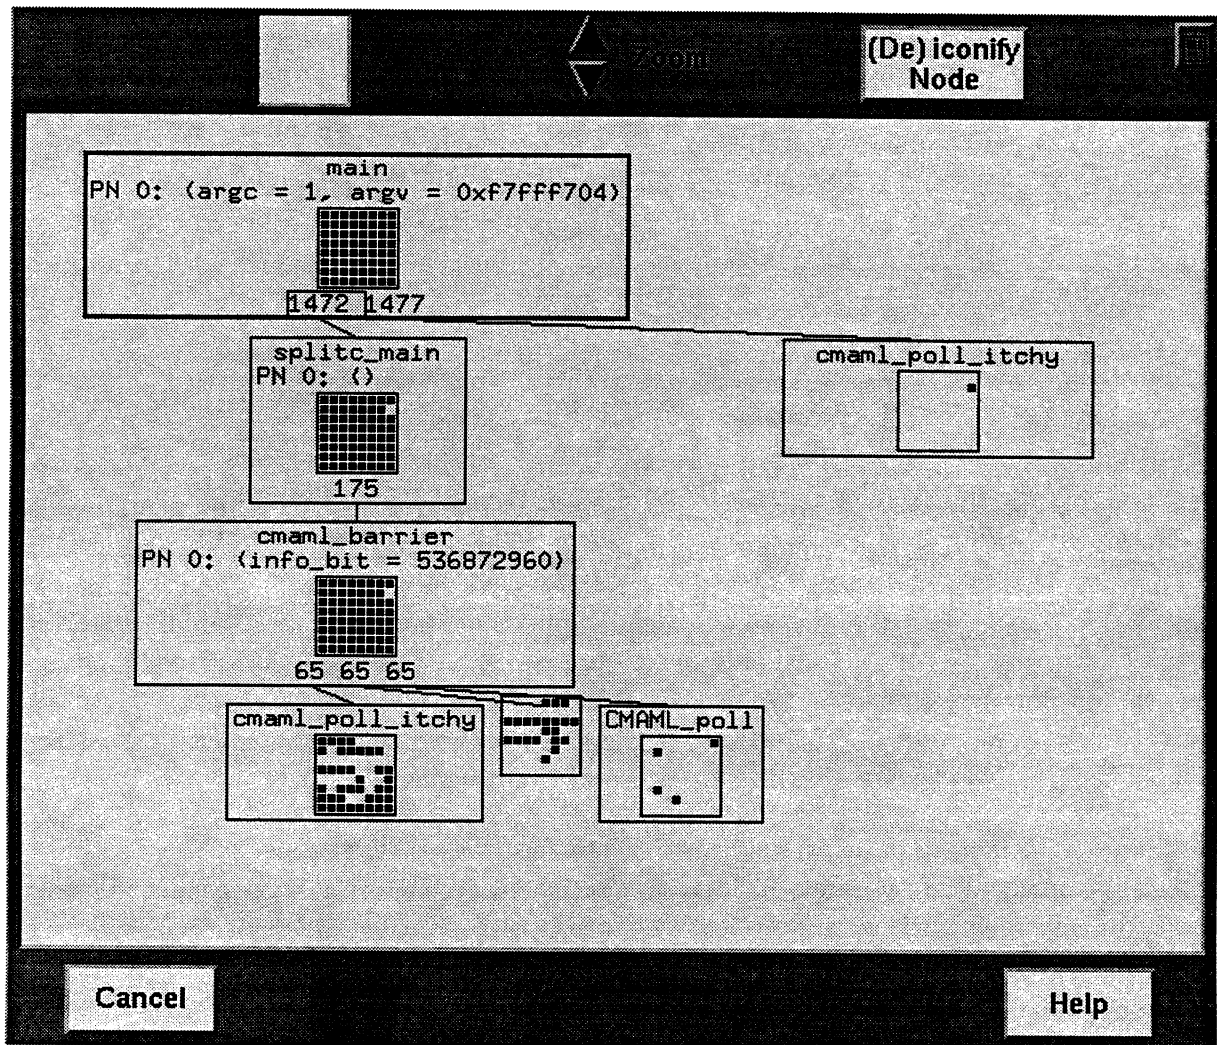 Zoom
(De) iconify
Node
main
PN 0: (argc = 1, argv = 0xf7fff704)
1472 1477
splitc_main
PN 0: ()
175
cmaml_poll_itchy
cmaml_barrier
PN 0: (info_bit = 536872960)
65 65 65
cmaml_poll_itchy
CMAML_poll
Cancel
Help